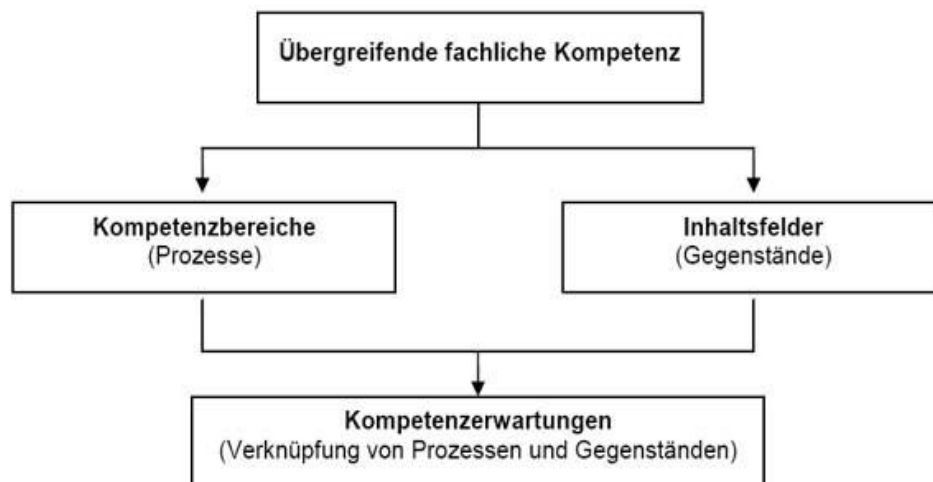 Übergreifende fachliche Kompetenz
Kompetenzbereiche
(Prozesse)
Inhaltsfelder
(Gegenstände)
Kompetenzerwartungen
(Verknüpfung von Prozessen und Gegenständen)